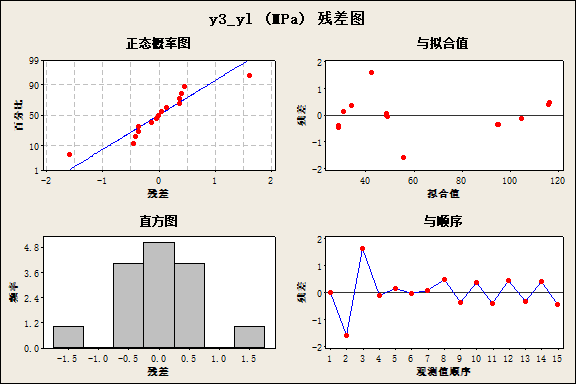 y3_yl (MPa) 残差图
正态概率图
99
90
50
10
1
百分比
-2 -1 0 1 2
残差
与拟合值
2
1
0
-1
-2
残差
40 60 80 100 120
拟合值
直方图
4.8
3.6
2.4
1.2
0.0
频率
-1.5 -1.0 -0.5 0.0 0.5 1.0 1.5
残差
与顺序
2
1
0
-1
-2
残差
1 2 3 4 5 6 7 8 9 10 11 12 13 14 15
观测值顺序